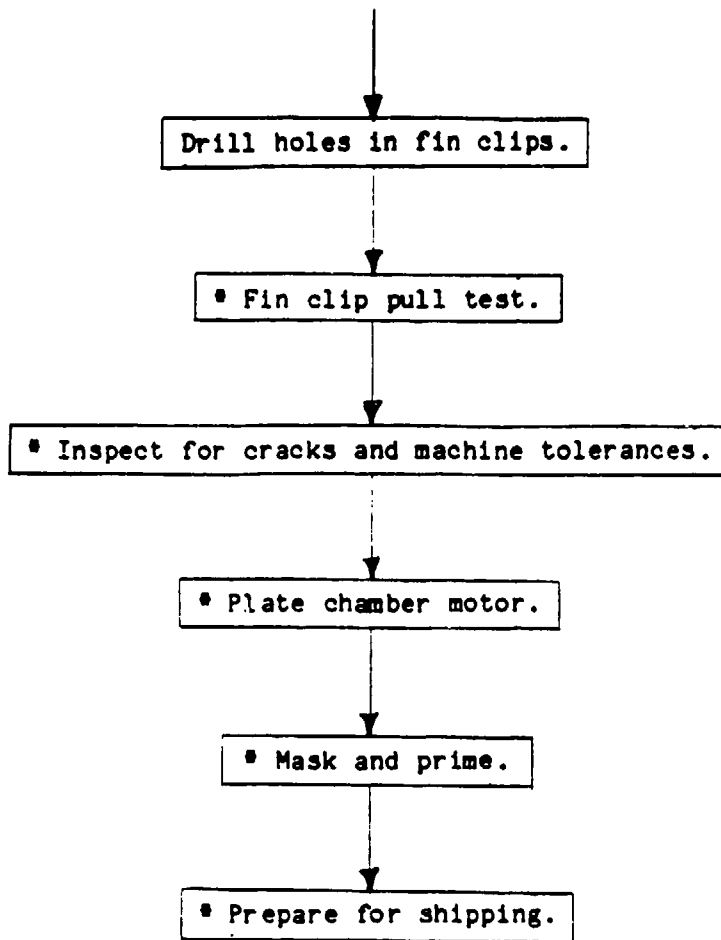 Drill holes in fin clips.
* Fin clip pull test.
* Inspect for cracks and machine tolerances.
* Plate chamber motor.
* Mask and prime.
* Prepare for shipping.